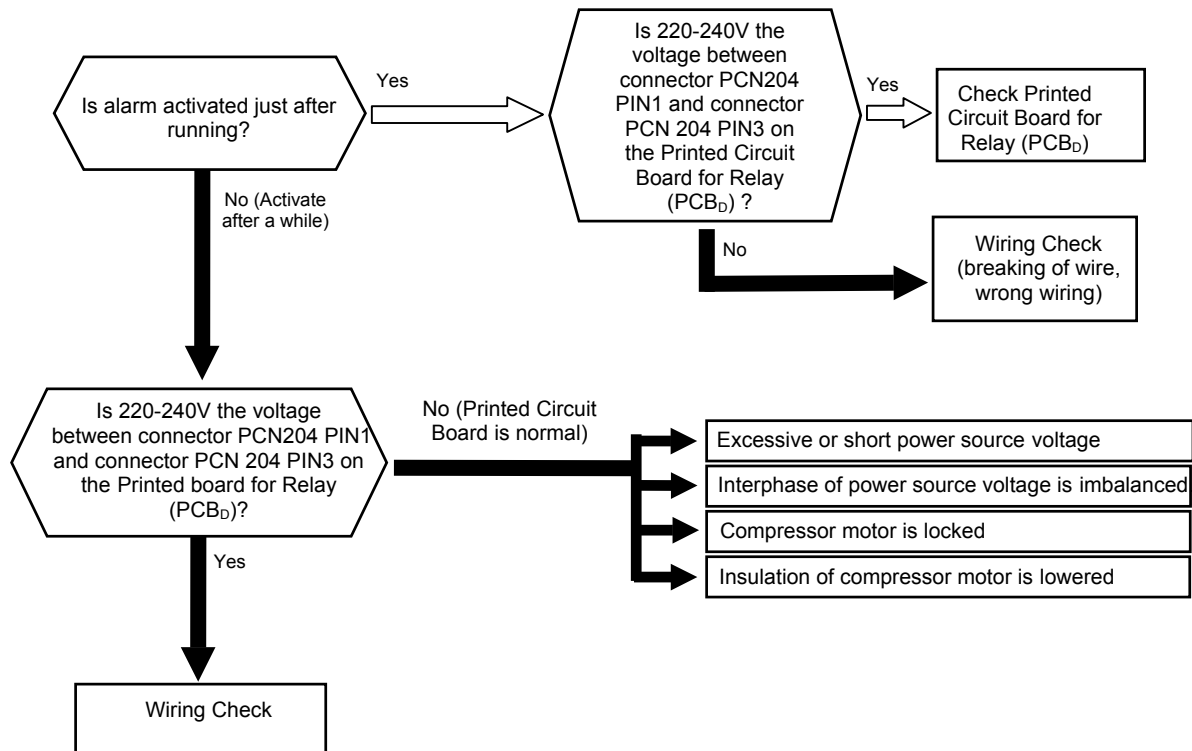 Is alarm activated just after
running?
Yes
Is 220-240V the
voltage between
connector PCN204
PIN1 and connector
PCN 204 PIN3 on
the Printed Circuit
Board for Relay
(PCBD) ?
Yes
Check Printed
Circuit Board for
Relay (PCBD)
No (Activate
after a while)
No
Wiring Check
(breaking of wire,
wrong wiring)
Is 220-240V the voltage
between connector PCN204 PIN1
and connector PCN 204 PIN3 on
the Printed board for Relay
(PCBD)?
No (Printed Circuit
Board is normal)
Excessive or short power source voltage
Interphase of power source voltage is imbalanced
Compressor motor is locked
Insulation of compressor motor is lowered
Yes
Wiring Check